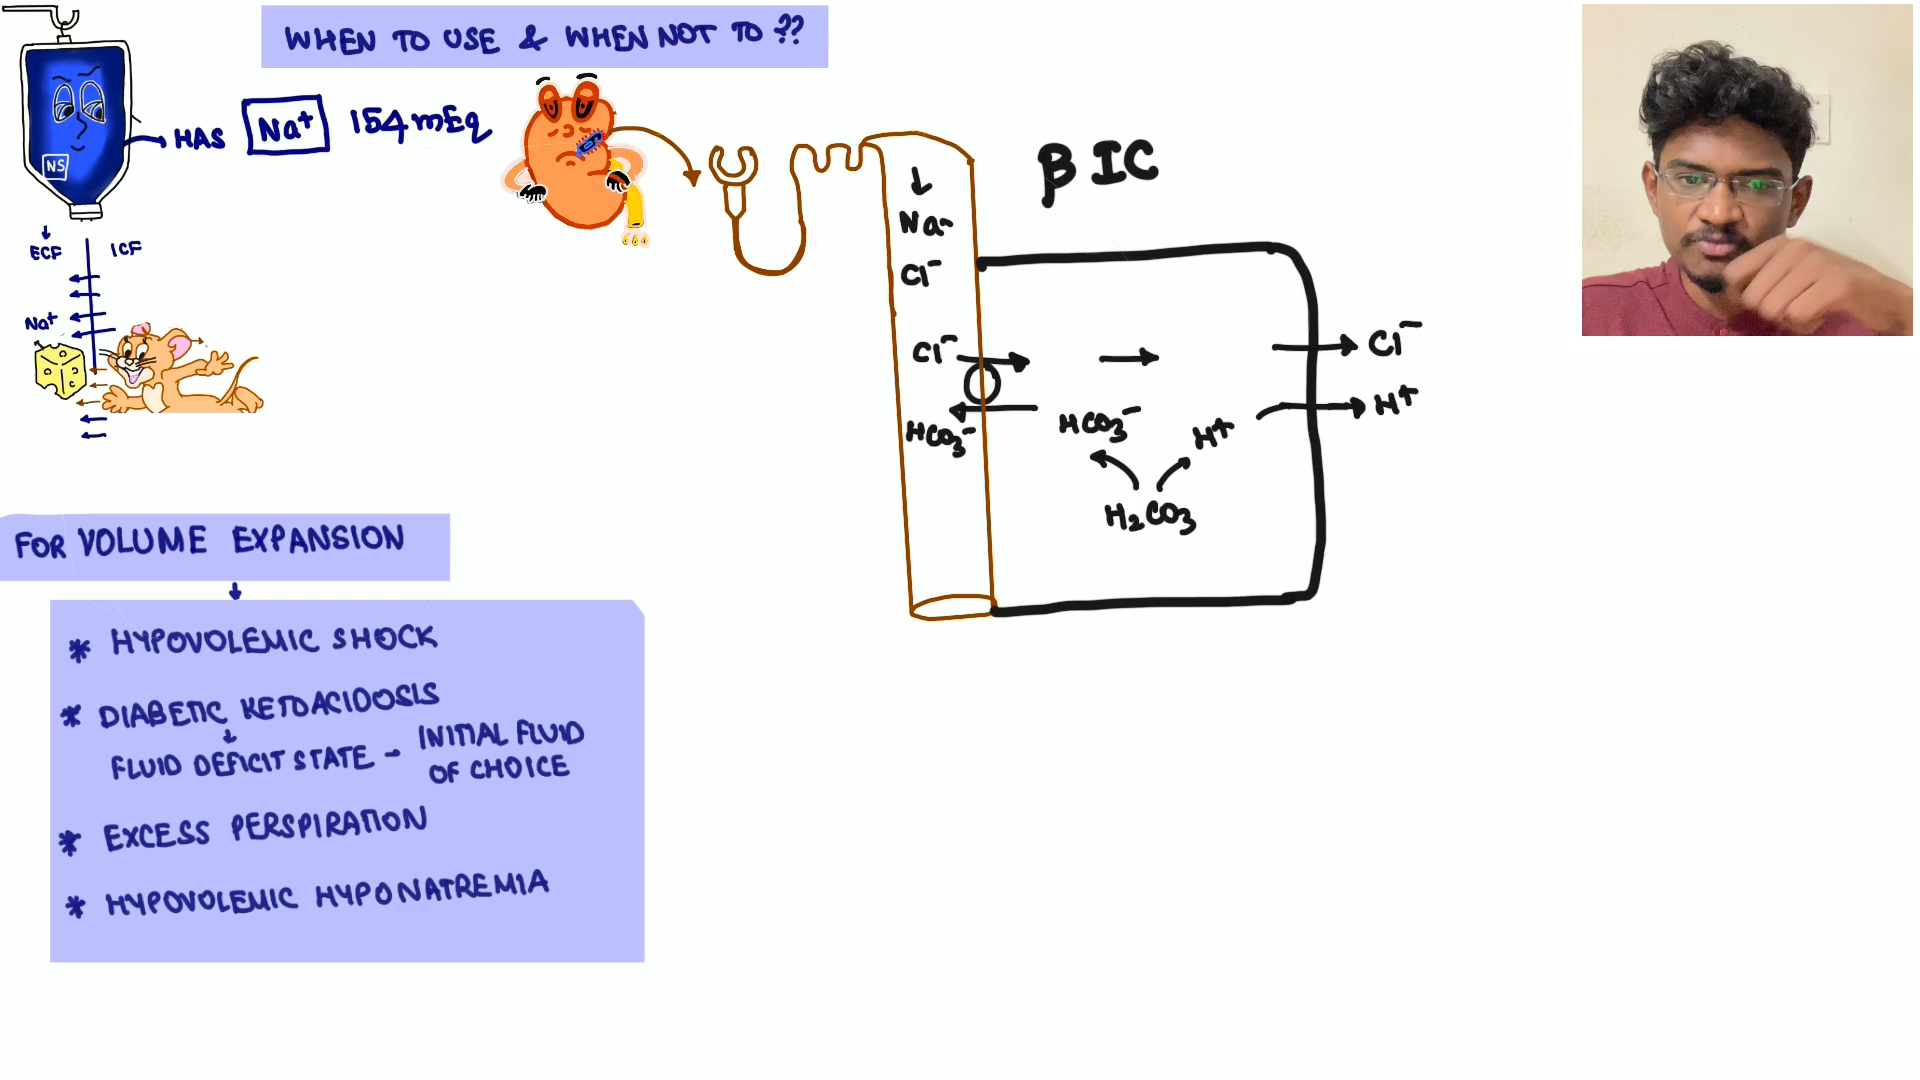 WHEN TO USE & WHEN NOT TO ??
NS
HAS Na+ 154 mEq
ECF ICF
Na+
FOR VOLUME EXPANSION
* HYPOVOLEMIC SHOCK
* DIABETIC KETOACIDOSIS
FLUID DEFICIT STATE - INITIAL FLUID
OF CHOICE
* EXCESS PERSPIRATION
* HYPOVOLEMIC HYPONATREMIA
β IC
Na-
Cl-
Cl-
HCO3-
HCO3-
H+
H2CO3
Cl-
H+